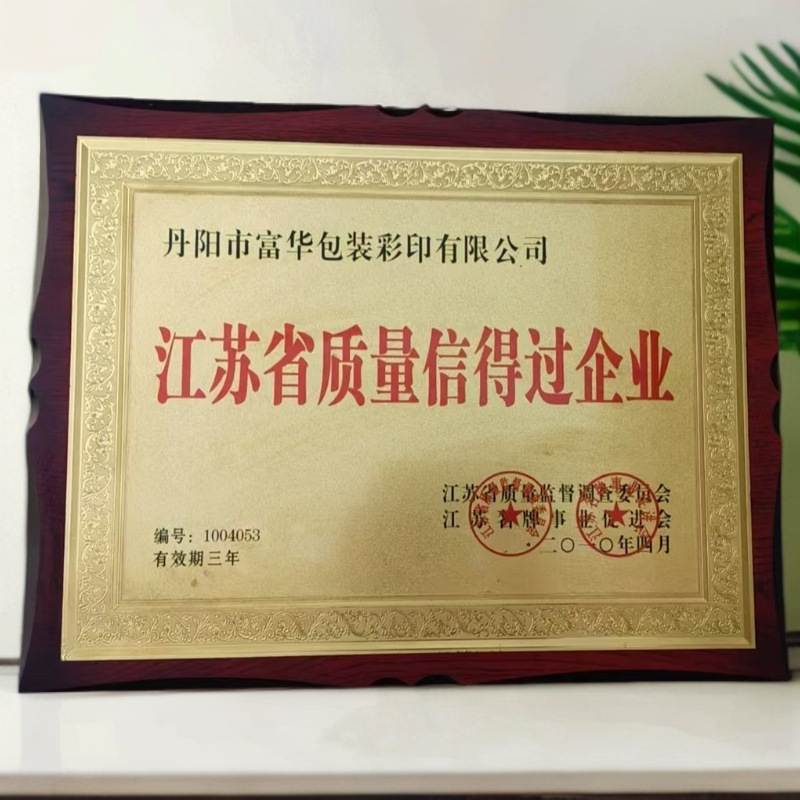 丹阳市富华包装彩印有限公司
江苏省质量信得过企业
江苏省质量监督调查委员会
江苏名牌事业促进会
二〇一〇年四月
编号：1004053
有效期三年